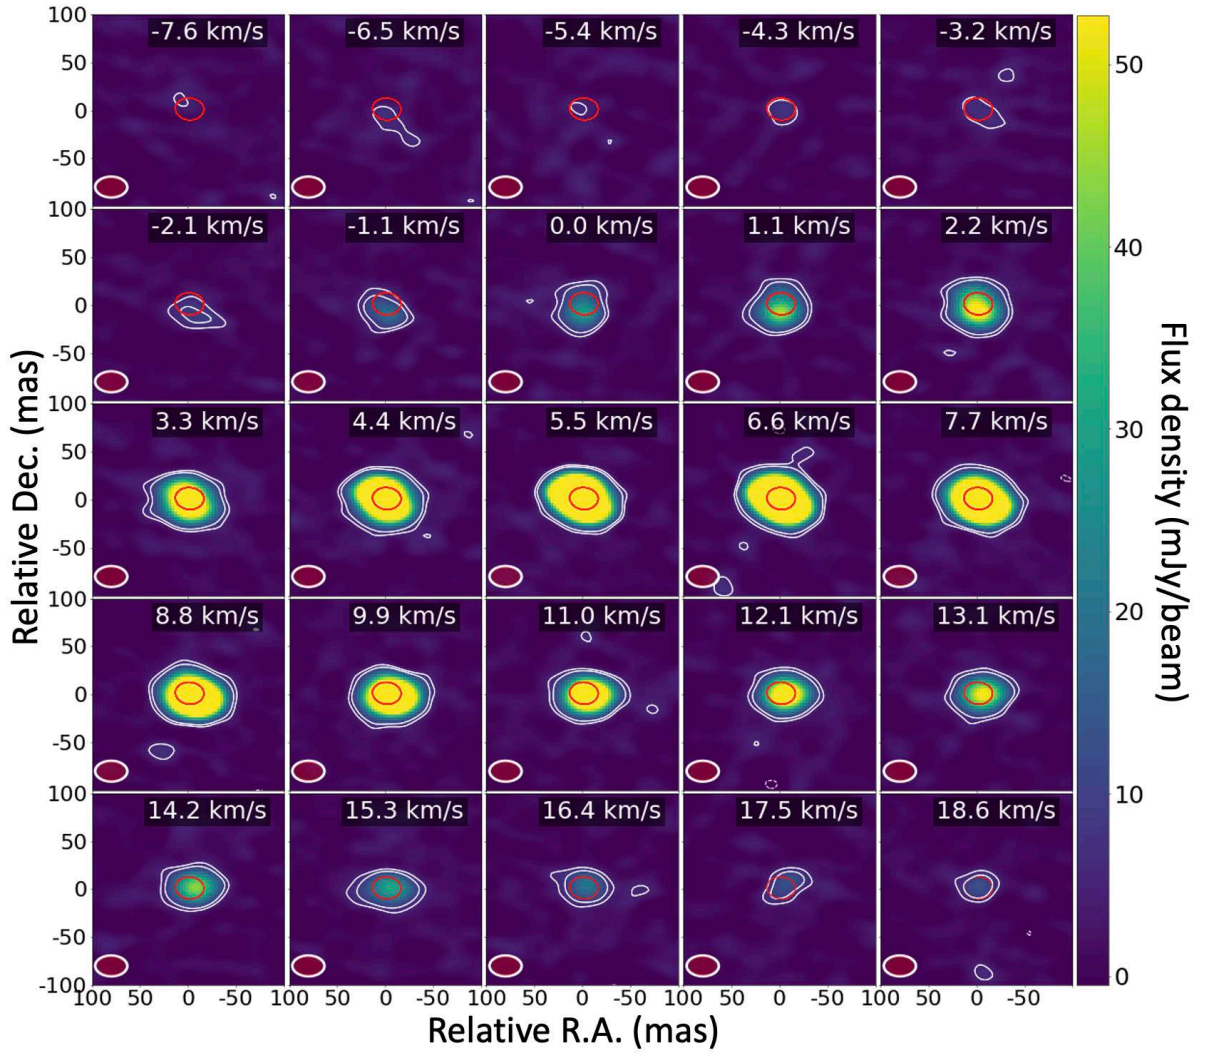 100 -7.6 km/s -6.5 km/s -5.4 km/s -4.3 km/s -3.2 km/s
50
0
-50
50
40
30
20
10
0
Flux density (mJy/beam)
100 -2.1 km/s -1.1 km/s 0.0 km/s 1.1 km/s 2.2 km/s
50
0
-50
Relative Dec. (mas)
100 3.3 km/s 4.4 km/s 5.5 km/s 6.6 km/s 7.7 km/s
50
0
-50
100 8.8 km/s 9.9 km/s 11.0 km/s 12.1 km/s 13.1 km/s
50
0
-50
100 14.2 km/s 15.3 km/s 16.4 km/s 17.5 km/s 18.6 km/s
50
0
-50
-100
100 50 0 -50 100 50 0 -50 100 50 0 -50 100 50 0 -50 100 50 0 -50
Relative R.A. (mas)